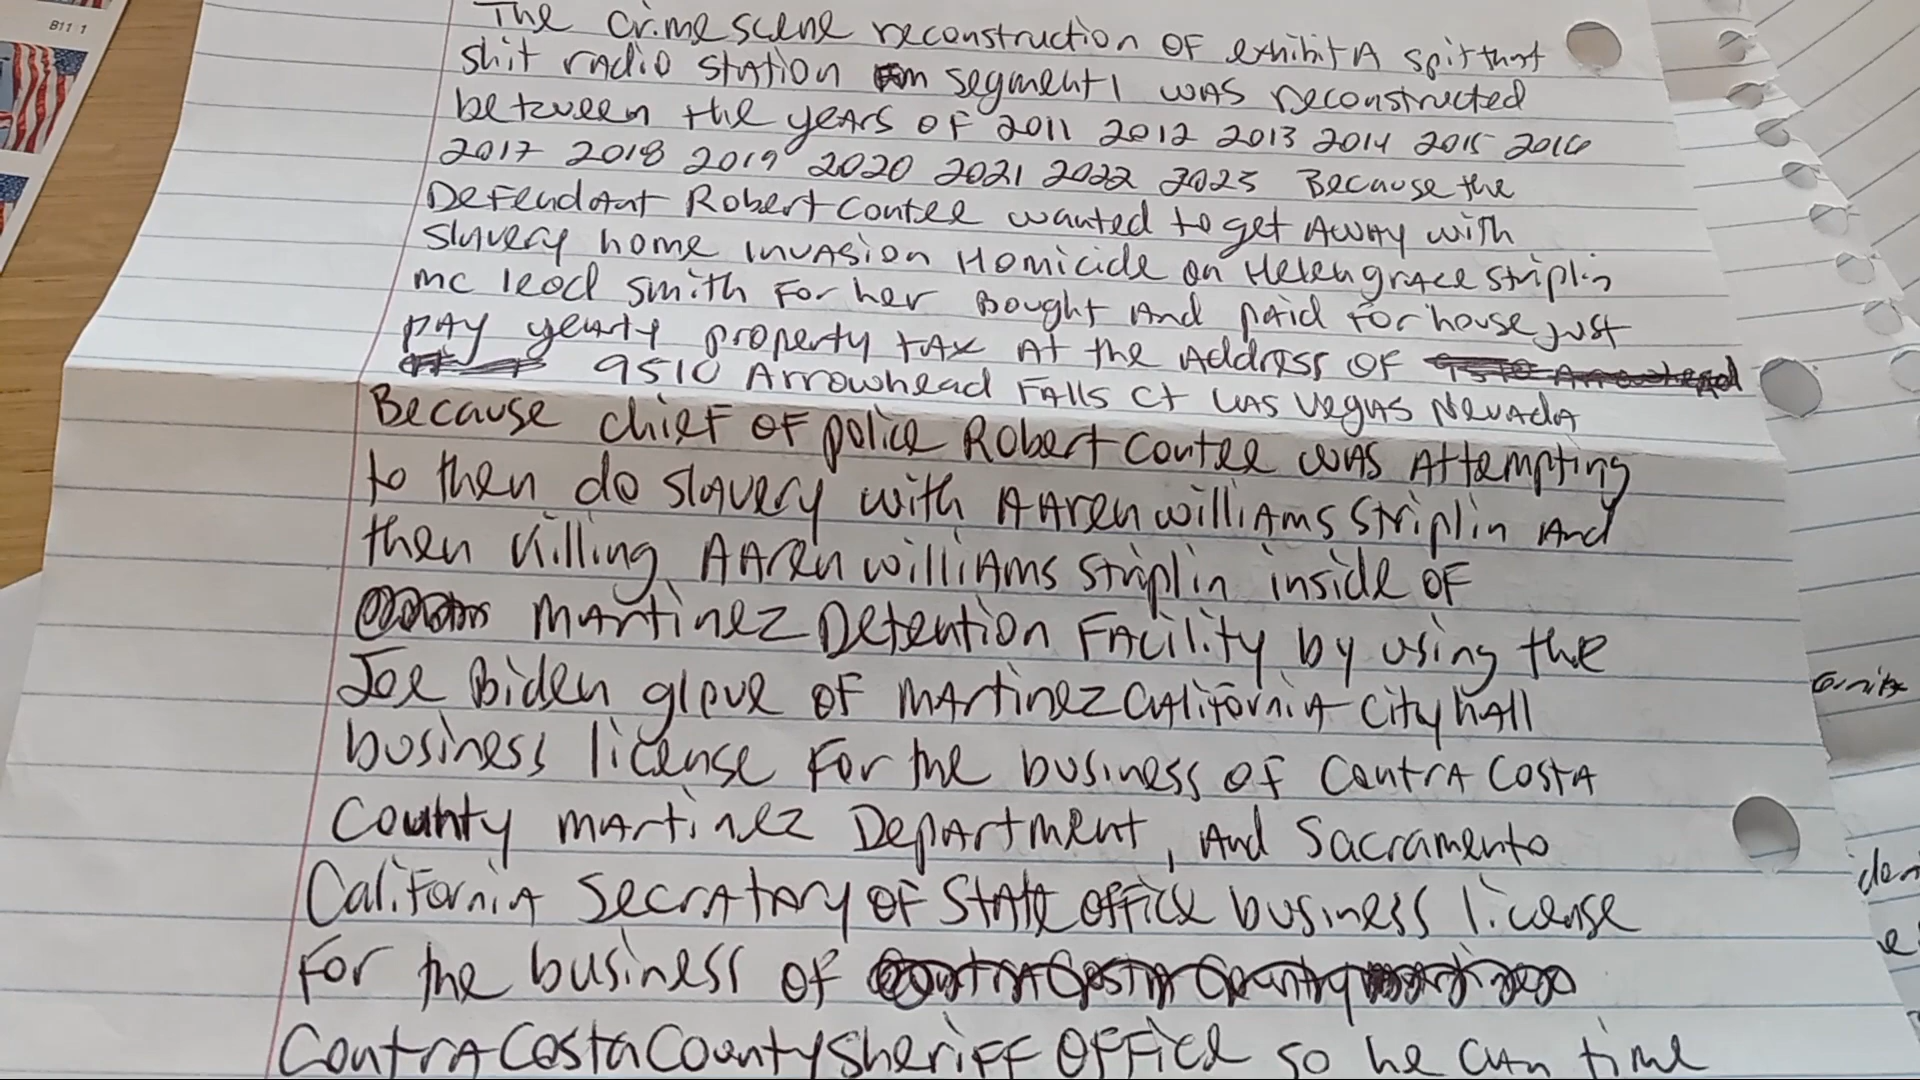 B11 1
The crime scene reconstruction OF exhibit A spit that
shit radio station segment 1 was reconstructed
between the years OF 2011 2012 2013 2014 2015 2016
2017 2018 2019 2020 2021 2022 2023 Because the
Defendant Robert Contee wanted to get Away with
slavery home invasion Homicide on Helen grace Striplin
mc leod smith For her Bought And paid for house just
pay yearly property tax At the Address OF
9510 Arrowhead Falls Ct Las Vegas Nevada
Because chief OF police Robert Contee was Attempting
to then do slavery with AAren williams Striplin And
then killing AAren williams Striplin inside OF
Martinez Detention Facility by using the
Joe Biden glove OF Martinez California City hall
business license For the business OF Contra Costa
County martinez Department, And Sacramento
California Secratary OF State office business license
For the business of
Contra Costa County Sheriff Office so he can time